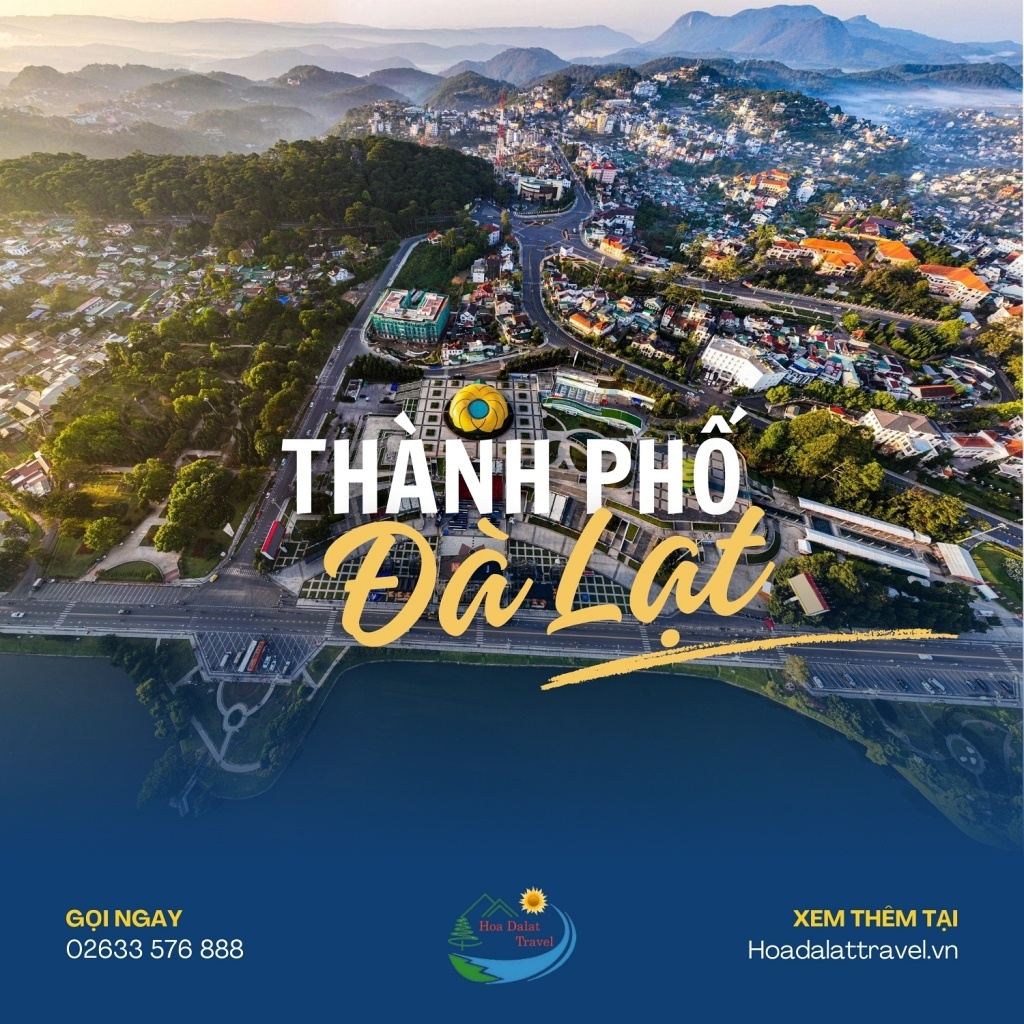 THÀNH PHỐ
Đà Lạt
GỌI NGAY
02633 576 888
Hoa Dalat
Travel
XEM THÊM TẠI
Hoadalattravel.vn